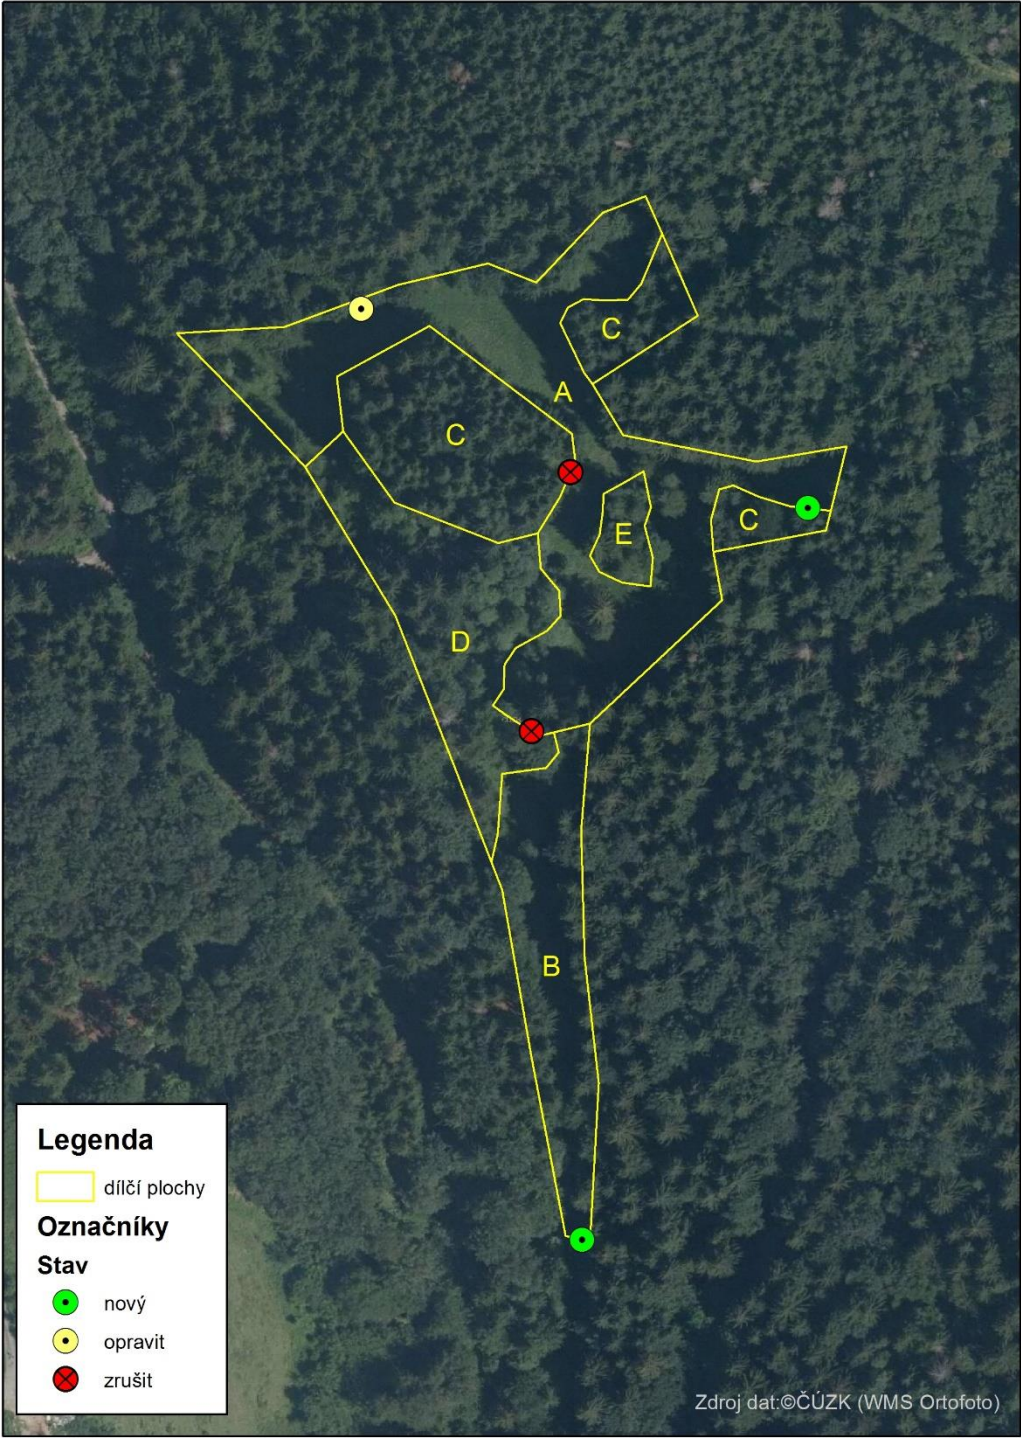 C
A
C
C
E
D
B
Legenda
dílčí plochy
Označníky
Stav
nový
opravit
zrušit
Zdroj dat:©ČÚZK (WMS Ortofoto)